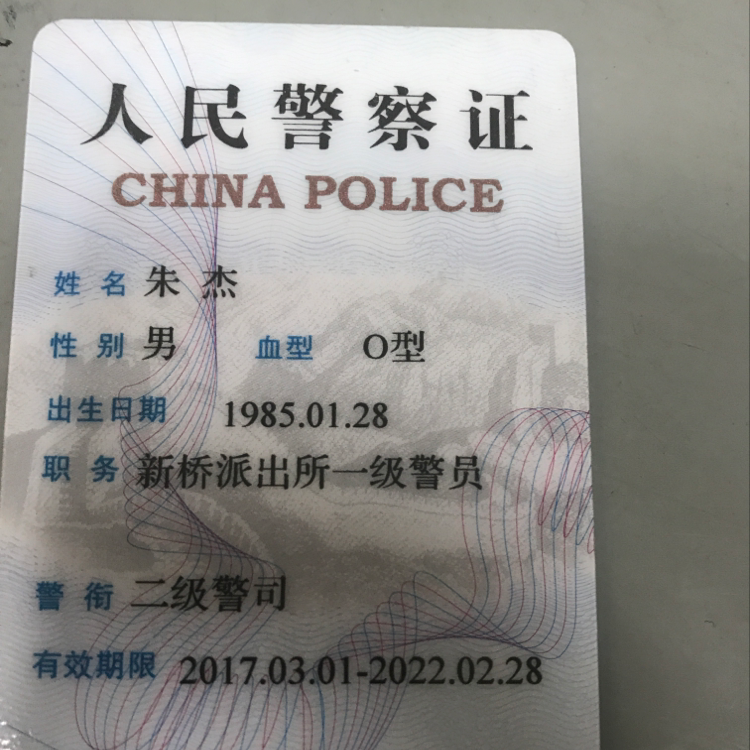 人民警察证
CHINA POLICE
姓名 朱杰
性别 男 血型 O型
出生日期 1985.01.28
职务 新桥派出所一级警员
警衔 二级警司
有效期限 2017.03.01-2022.02.28